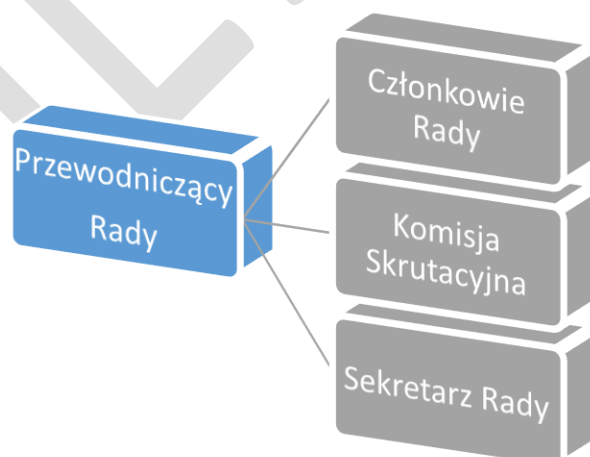 Przewodniczący
Rady
Członkowie
Rady
Komisja
Skrutacyjna
Sekretarz Rady